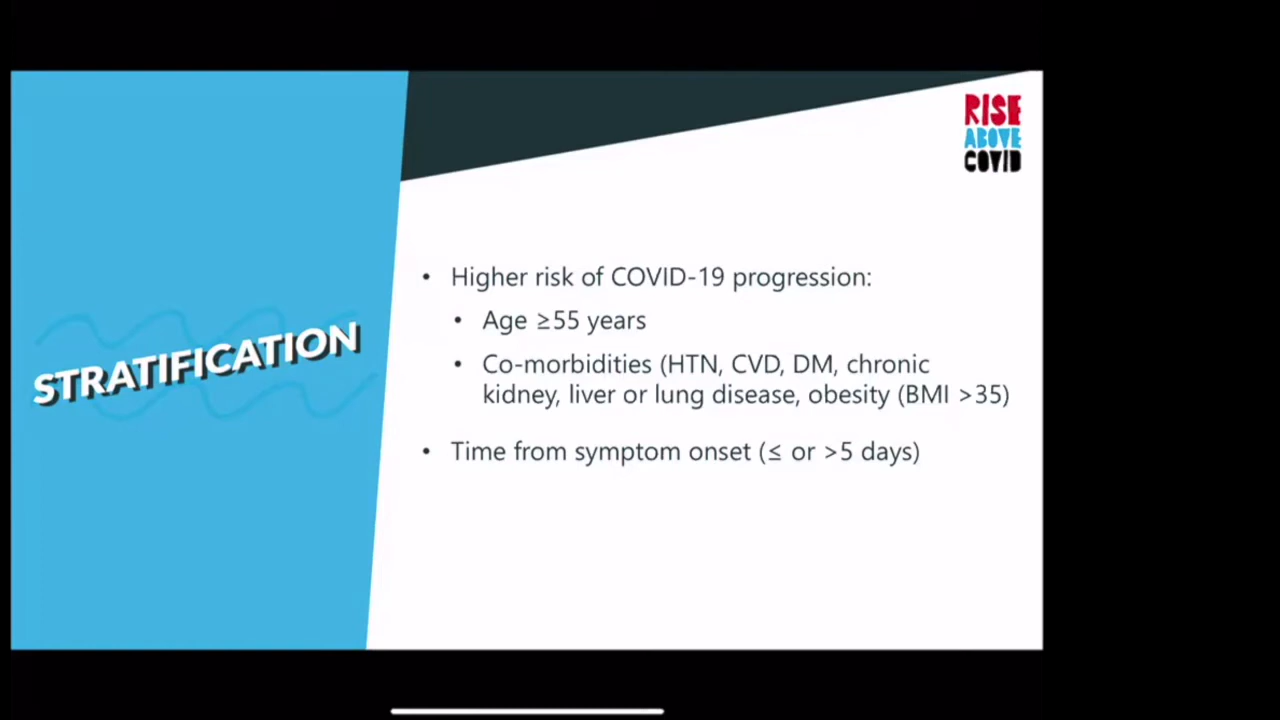 RISE
ABOVE
COVID
STRATIFICATION
• Higher risk of COVID-19 progression:
• Age ≥55 years
• Co-morbidities (HTN, CVD, DM, chronic
kidney, liver or lung disease, obesity (BMI >35)
• Time from symptom onset (≤ or >5 days)